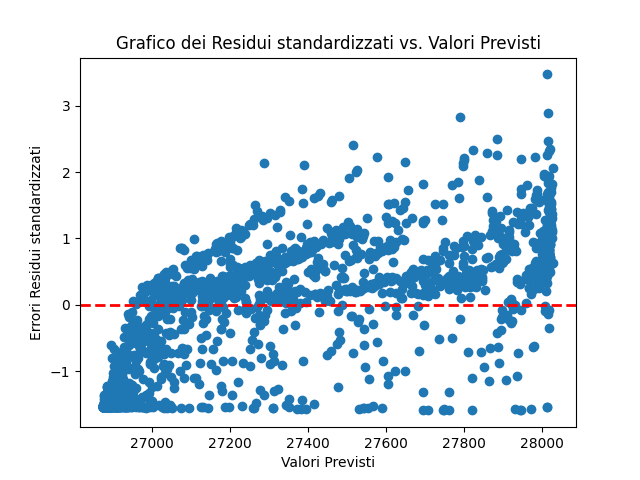 Grafico dei Residui standardizzati vs. Valori Previsti
Errori Residui standardizzati
3
2
1
0
−1
27000 27200 27400 27600 27800 28000
Valori Previsti